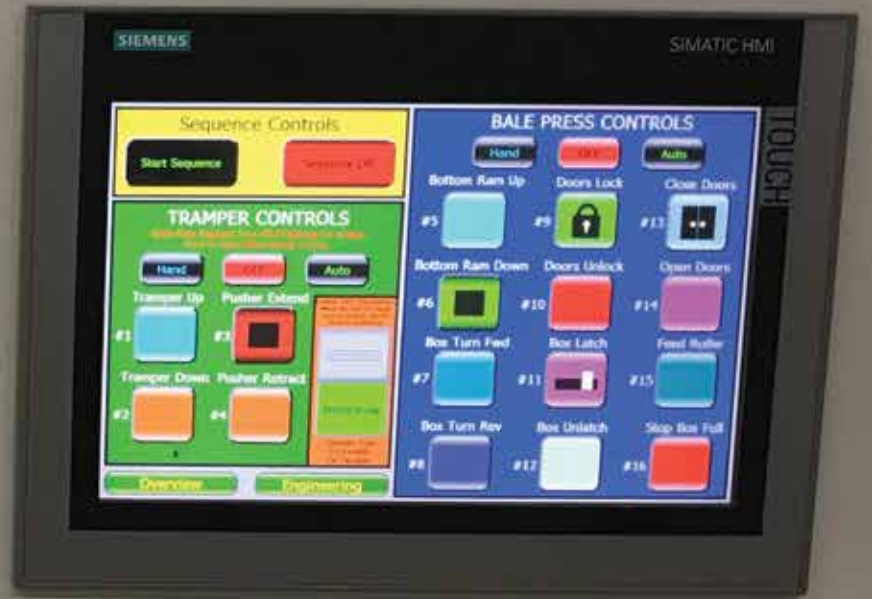 SIEMENS
SIMATIC HMI
TOUCH
Sequence Controls
Start Sequence
TRAMPER CONTROLS
Hand
OFF
Auto
Tramper Up
Pusher Extend
#1
#3
Tramper Down
Pusher Retract
#2
#4
Overview
Engineering
BALE PRESS CONTROLS
Hand
OFF
Auto
Bottom Ram Up
Doors Lock
Close Doors
#5
#9
#13
Bottom Ram Down
Doors Unlock
Open Doors
#6
#10
#14
Box Turn Fwd
Box Latch
Feed Roller
#7
#11
#15
Box Turn Rev
Box Unlatch
Stop Box Full
#8
#12
#16